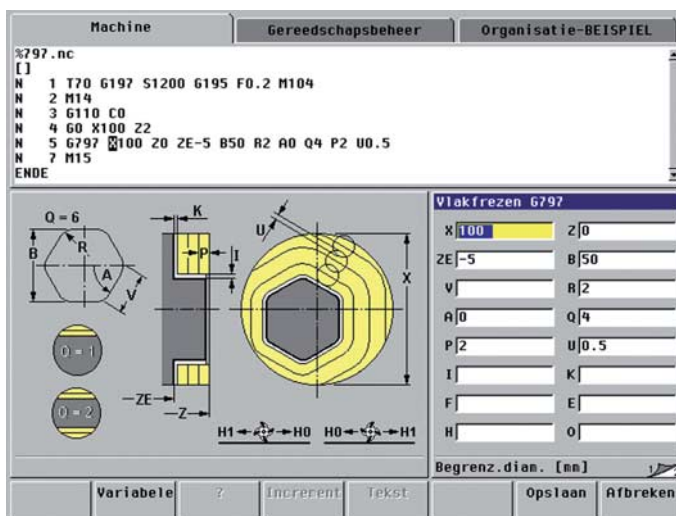 Machine
Gereedschapsbeheer
Organisatie-BEISPIEL
%797.nc
[]
N 1 T70 G197 S1200 G195 F0.2 M104
N 2 M14
N 3 G110 C0
N 4 G0 X100 Z2
N 5 G797 X100 Z0 ZE-5 B50 R2 A0 Q4 P2 U0.5
N 7 M15
ENDE
Q = 6
B
R
A
V
K
P
I
U
X
Q = 1
Q = 2
ZE
Z
H1
H0
H0
H1
Vlakfrezen G797
X 100
Z 0
ZE -5
B 50
V
R 2
A 0
Q 4
P 2
U 0.5
I
K
F
E
H
O
Begrenz.diam. [mm]
1
Variabele
?
Increment
Tekst
Opslaan
Afbreken